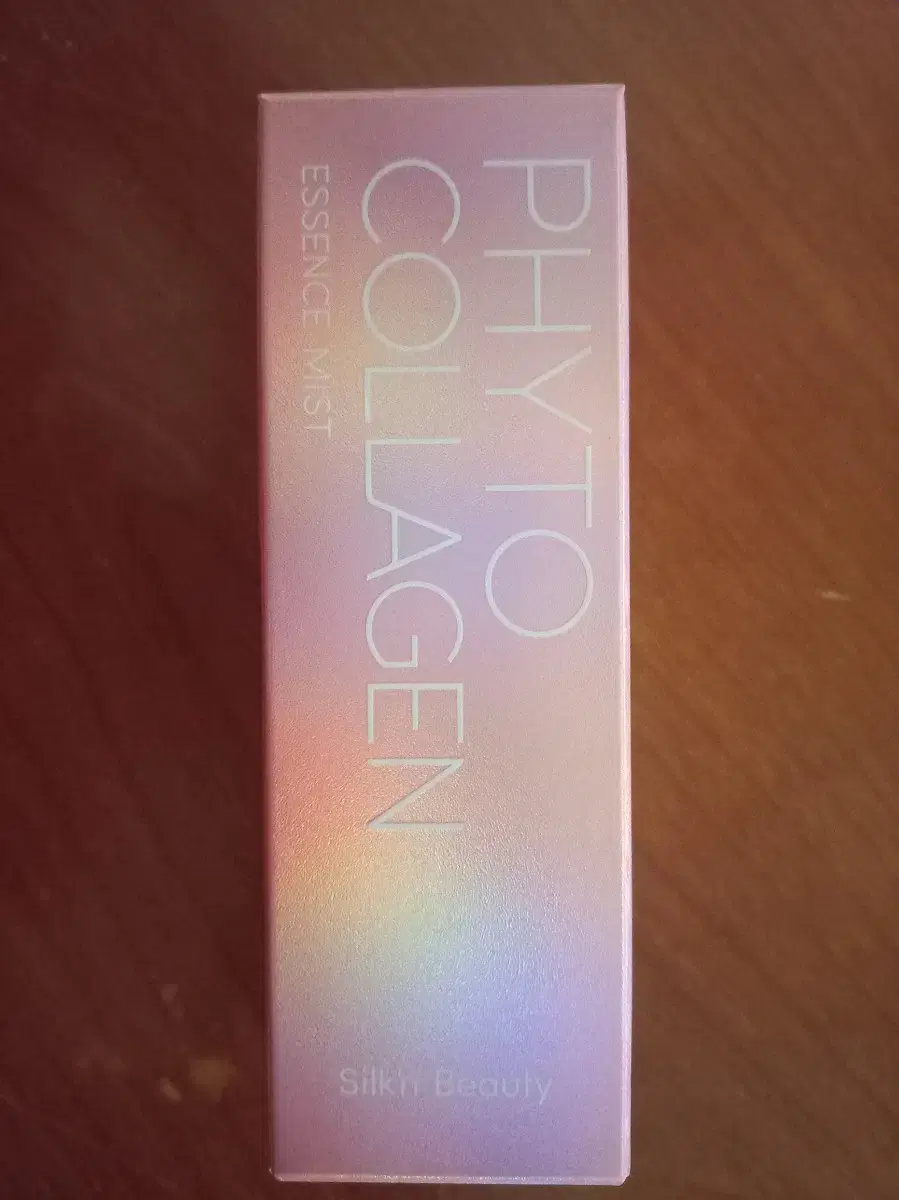 PHYTO
COLLAGEN
ESSENCE MIST
Silk'n Beauty